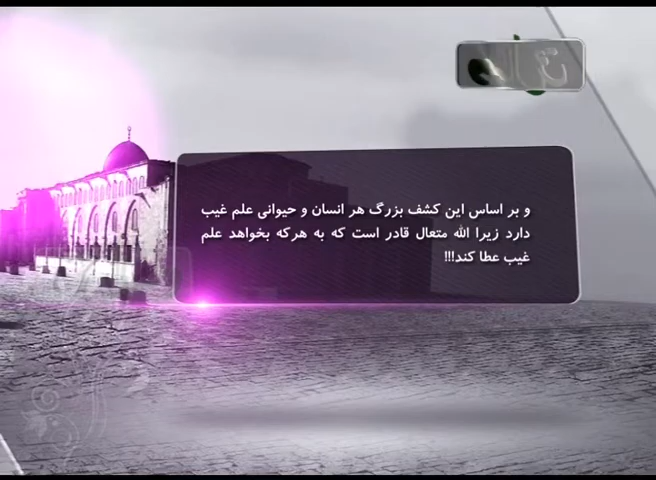 و بر اساس این کشف بزرگ هر انسان و حیوانی علم غیب
دارد زیرا الله متعال قادر است که به هرکه بخواهد علم
غیب عطا کند!!!